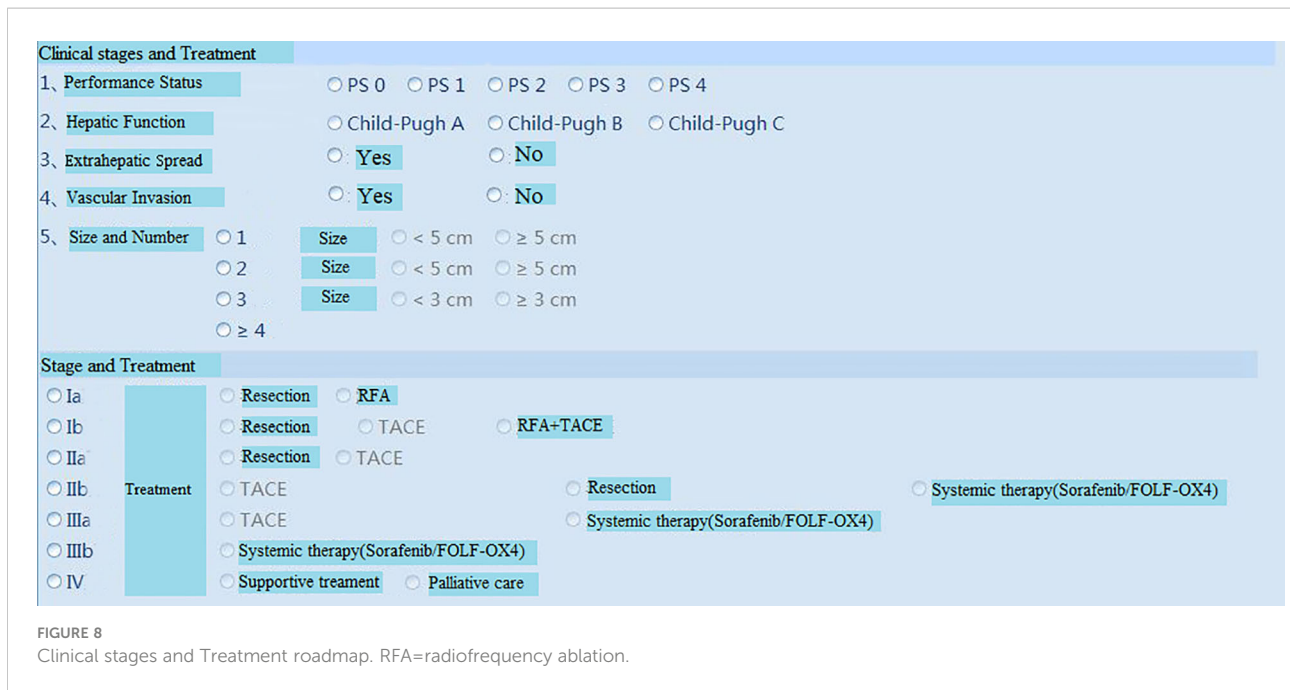 Clinical stages and Treatment
1、 Performance Status PS 0 PS 1 PS 2 PS 3 PS 4
2、 Hepatic Function Child-Pugh A Child-Pugh B Child-Pugh C
3、 Extrahepatic Spread : Yes : No
4、 Vascular Invasion : Yes : No
5、 Size and Number 1 Size < 5 cm ≥ 5 cm
2 Size < 5 cm ≥ 5 cm
3 Size < 3 cm ≥ 3 cm
≥ 4
Stage and Treatment
Ia Resection RFA
Ib Resection TACE RFA+TACE
IIa Resection TACE
IIb Treatment TACE Resection Systemic therapy(Sorafenib/FOLF-OX4)
IIIa TACE Systemic therapy(Sorafenib/FOLF-OX4)
IIIb Systemic therapy(Sorafenib/FOLF-OX4)
IV Supportive treament Palliative care
FIGURE 8
Clinical stages and Treatment roadmap. RFA=radiofrequency ablation.